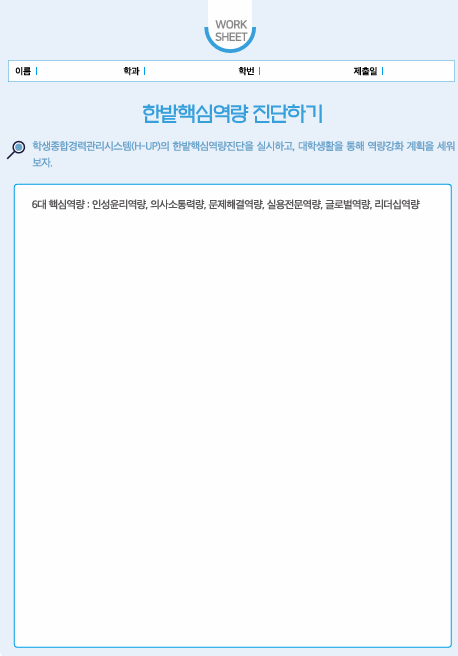 WORK
SHEET
이름 학과 학번 제출일
한밭핵심역량 진단하기
학생종합경력관리시스템(H-UP)의 한밭핵심역량진단을 실시하고, 대학생활을 통해 역량강화 계획을 세워
보자.
6대 핵심역량 : 인성윤리역량, 의사소통력량, 문제해결역량, 실용전문역량, 글로벌역량, 리더십역량